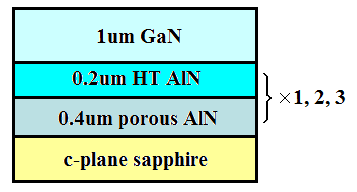 1um GaN
0.2um HT AlN
0.4um porous AlN
×1, 2, 3
c-plane sapphire